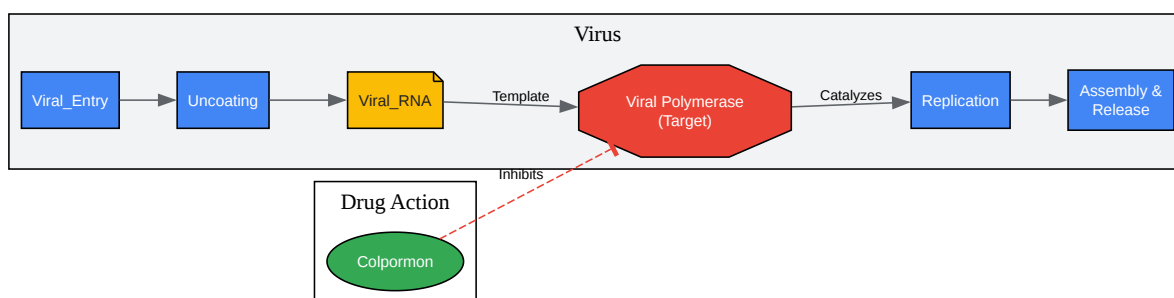 Virus
Viral_Entry
Uncoating
Viral_RNA
Template
Viral Polymerase
(Target)
Catalyzes
Replication
Assembly &
Release
Inhibits
Drug Action
Colpormon